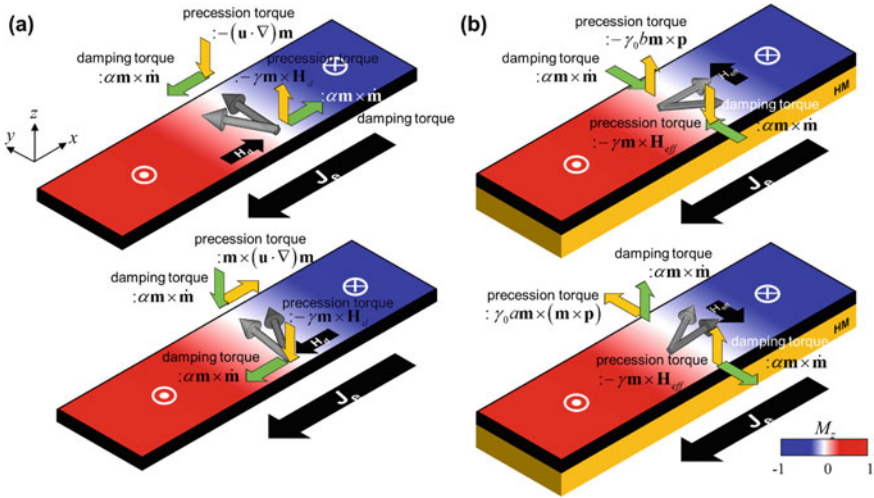 (a)
precession torque
: -(u · ∇)m
damping torque
: αm × ṁ
precession torque
: -γm × H_d
: αm × ṁ
damping torque
z
y
x
H_d
J_e
precession torque
: m × (u · ∇)m
damping torque
: αm × ṁ
precession torque
: -γm × H_d
damping torque
: αm × ṁ
H_d
J_e
(b)
precession torque
: -γ₀bm × p
damping torque
: αm × ṁ
H_eff
HM
damping torque
: αm × ṁ
precession torque
: -γm × H_eff
J_e
damping torque
: αm × ṁ
precession torque
: γ₀am × (m × p)
H_eff
HM
damping torque
: αm × ṁ
precession torque
: -γm × H_eff
J_e
M_z
-1 0 1